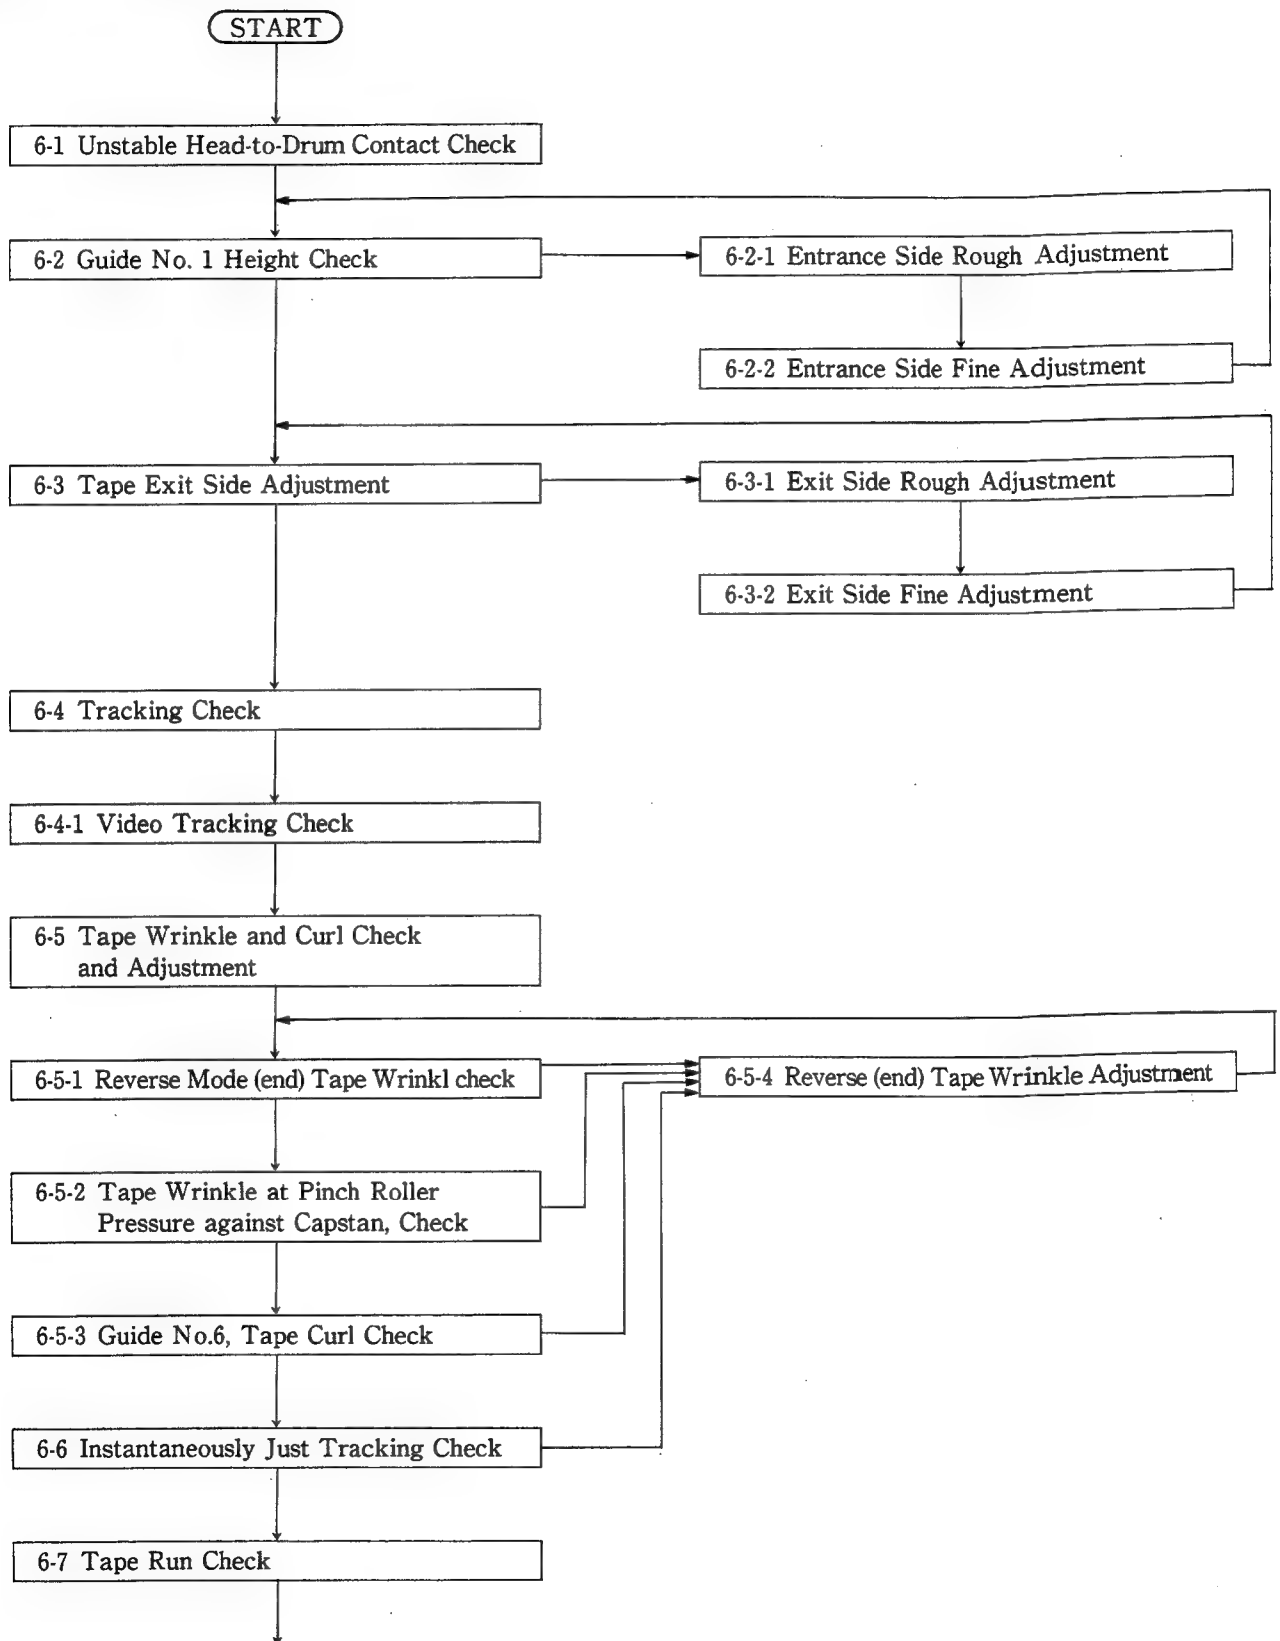 START
6-1 Unstable Head-to-Drum Contact Check
6-2 Guide No. 1 Height Check
6-2-1 Entrance Side Rough Adjustment
6-2-2 Entrance Side Fine Adjustment
6-3 Tape Exit Side Adjustment
6-3-1 Exit Side Rough Adjustment
6-3-2 Exit Side Fine Adjustment
6-4 Tracking Check
6-4-1 Video Tracking Check
6-5 Tape Wrinkle and Curl Check
and Adjustment
6-5-1 Reverse Mode (end) Tape Wrinkl check
6-5-4 Reverse (end) Tape Wrinkle Adjustment
6-5-2 Tape Wrinkle at Pinch Roller
Pressure against Capstan, Check
6-5-3 Guide No.6, Tape Curl Check
6-6 Instantaneously Just Tracking Check
6-7 Tape Run Check